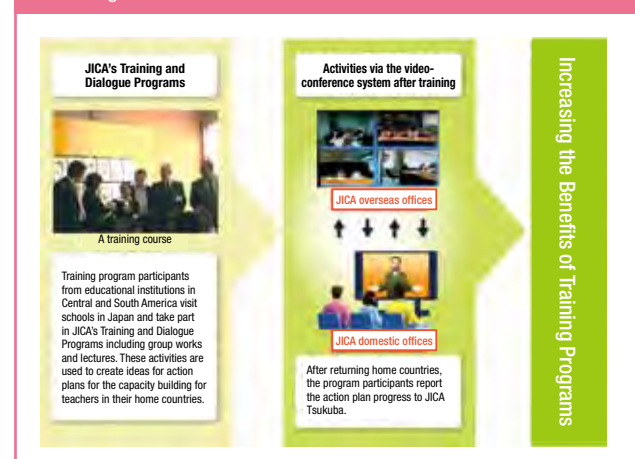 JICA's Training and
Dialogue Programs
A training course
Training program participants
from educational institutions in
Central and South America visit
schools in Japan and take part
in JICA's Training and Dialogue
Programs including group works
and lectures. These activities are
used to create ideas for action
plans for the capacity building for
teachers in their home countries.
Activities via the video-
conference system after training
JICA overseas offices
JICA domestic offices
After returning home countries,
the program participants report
the action plan progress to JICA
Tsukuba.
Increasing the Benefits of Training Programs